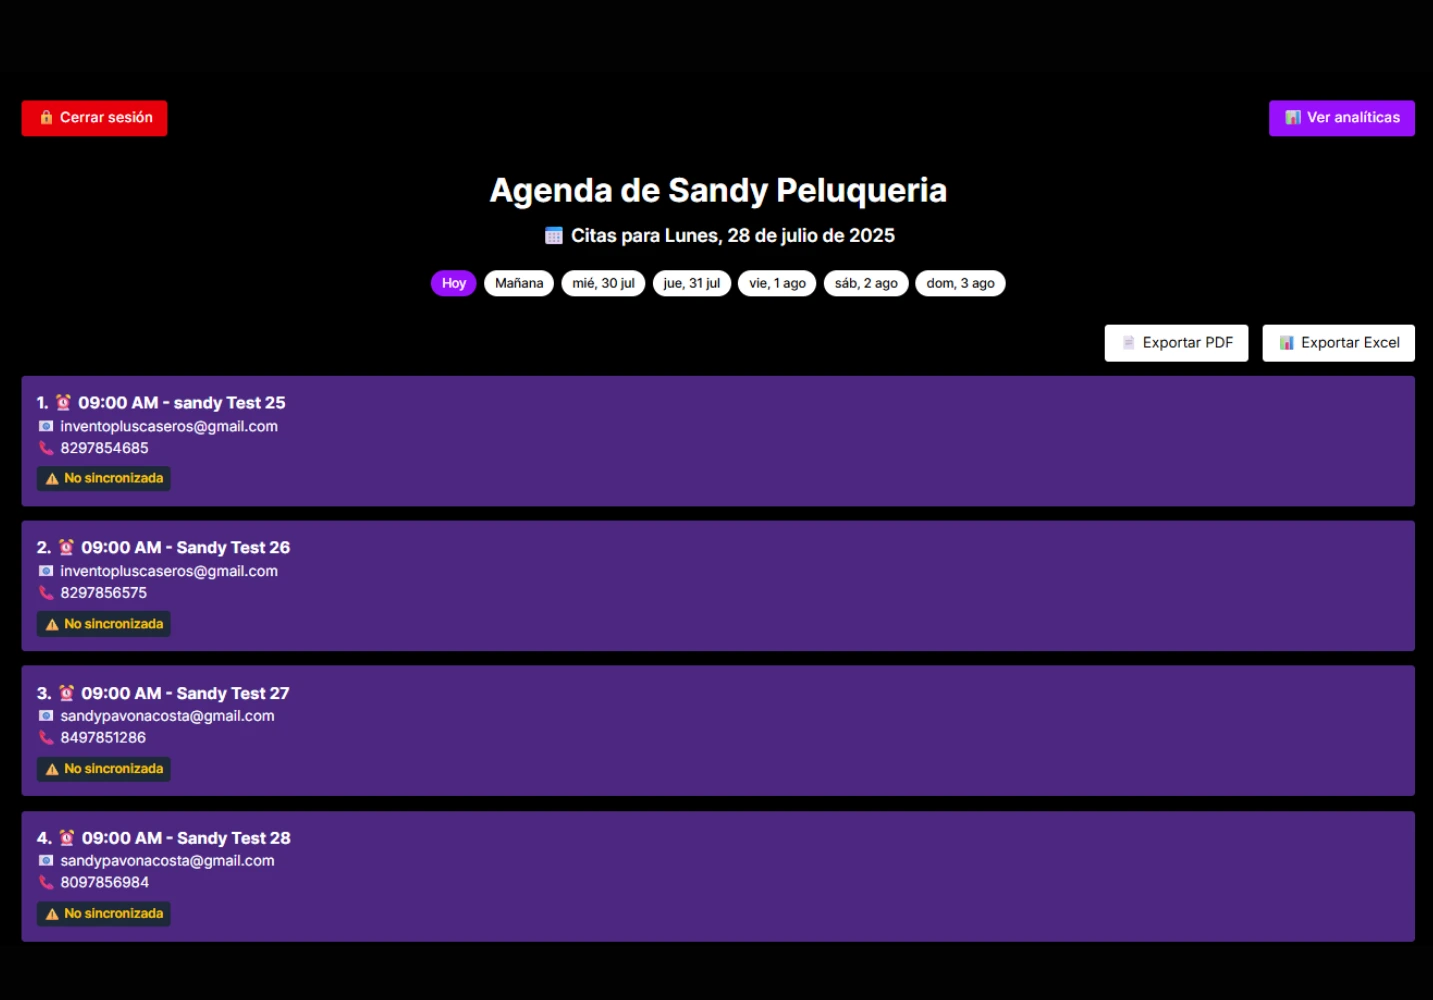 Cerrar sesión
Ver analíticas
Agenda de Sandy Peluqueria
Citas para Lunes, 28 de julio de 2025
Hoy
Mañana
mié, 30 jul
jue, 31 jul
vie, 1 ago
sáb, 2 ago
dom, 3 ago
Exportar PDF
Exportar Excel
1. ⏰ 09:00 AM - sandy Test 25
inventopluscaseros@gmail.com
8297854685
No sincronizada
2. ⏰ 09:00 AM - Sandy Test 26
inventopluscaseros@gmail.com
8297856575
No sincronizada
3. ⏰ 09:00 AM - Sandy Test 27
sandypavonacosta@gmail.com
8497851286
No sincronizada
4. ⏰ 09:00 AM - Sandy Test 28
sandypavonacosta@gmail.com
8097856984
No sincronizada